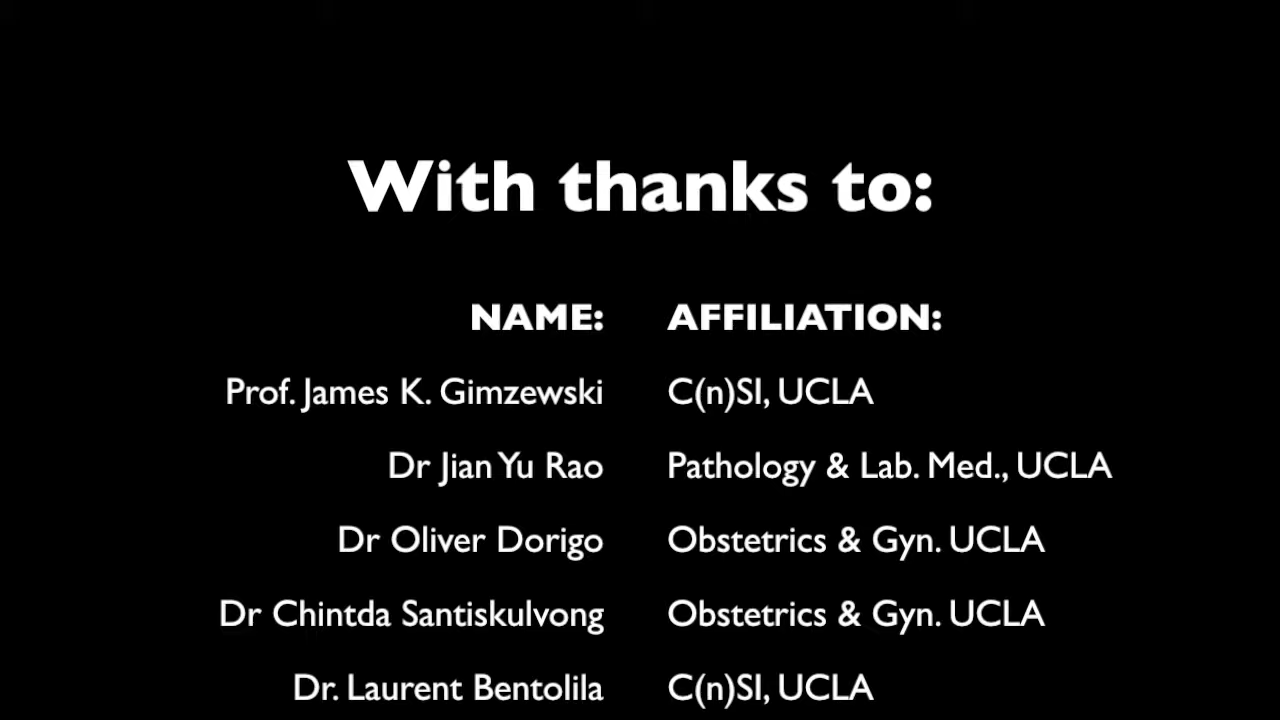 With thanks to:
NAME: AFFILIATION:
Prof. James K. Gimzewski C(n)SI, UCLA
Dr Jian Yu Rao Pathology & Lab. Med., UCLA
Dr Oliver Dorigo Obstetrics & Gyn. UCLA
Dr Chintda Santiskulvong Obstetrics & Gyn. UCLA
Dr. Laurent Bentolila C(n)SI, UCLA